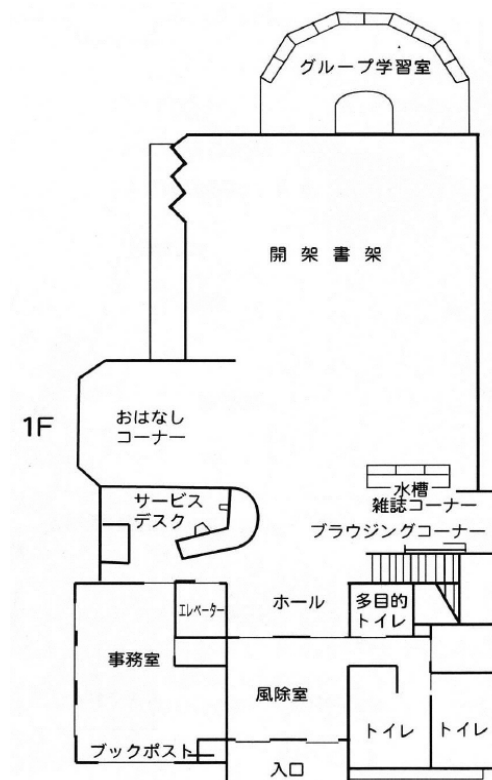 グループ学習室
開架書架
1F
おはなし
コーナー
サービス
デスク
水槽
雑誌コーナー
ブラウジングコーナー
エレベーター
ホール
多目的
トイレ
事務室
風除室
トイレ
トイレ
ブックポスト
入口